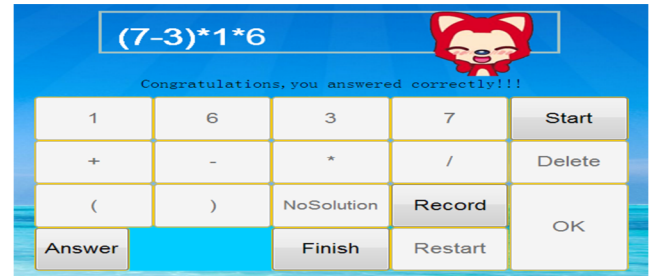 (7-3)*1*6
Congratulations,you answered correctly!!!
1 6 3 7 Start
+ - * / Delete
( ) NoSolution Record
OK
Answer Finish Restart